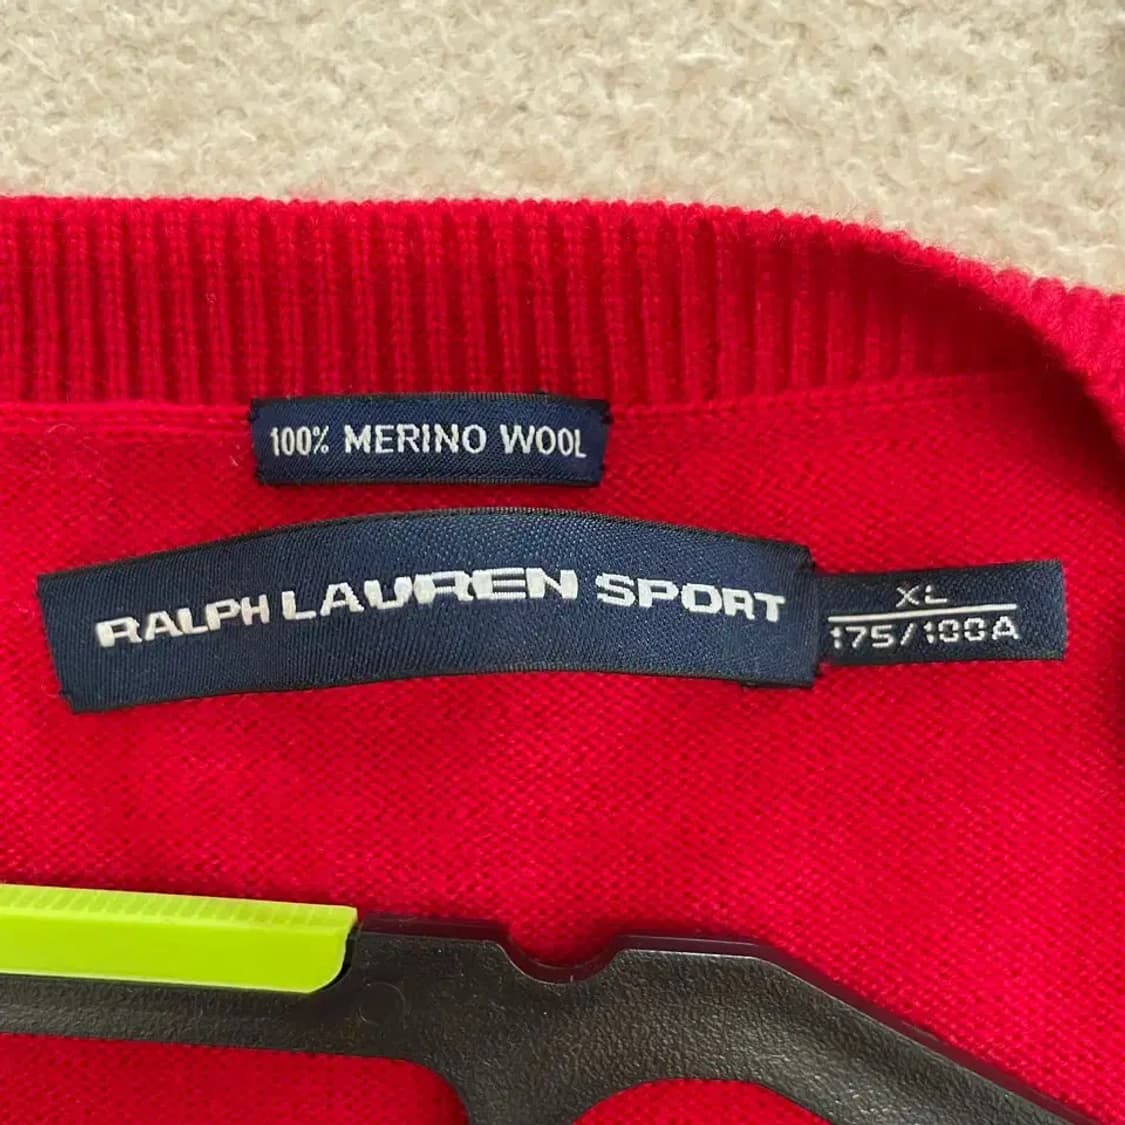 100% MERINO WOOL
RALPH LAUREN SPORT
XL
175/100A